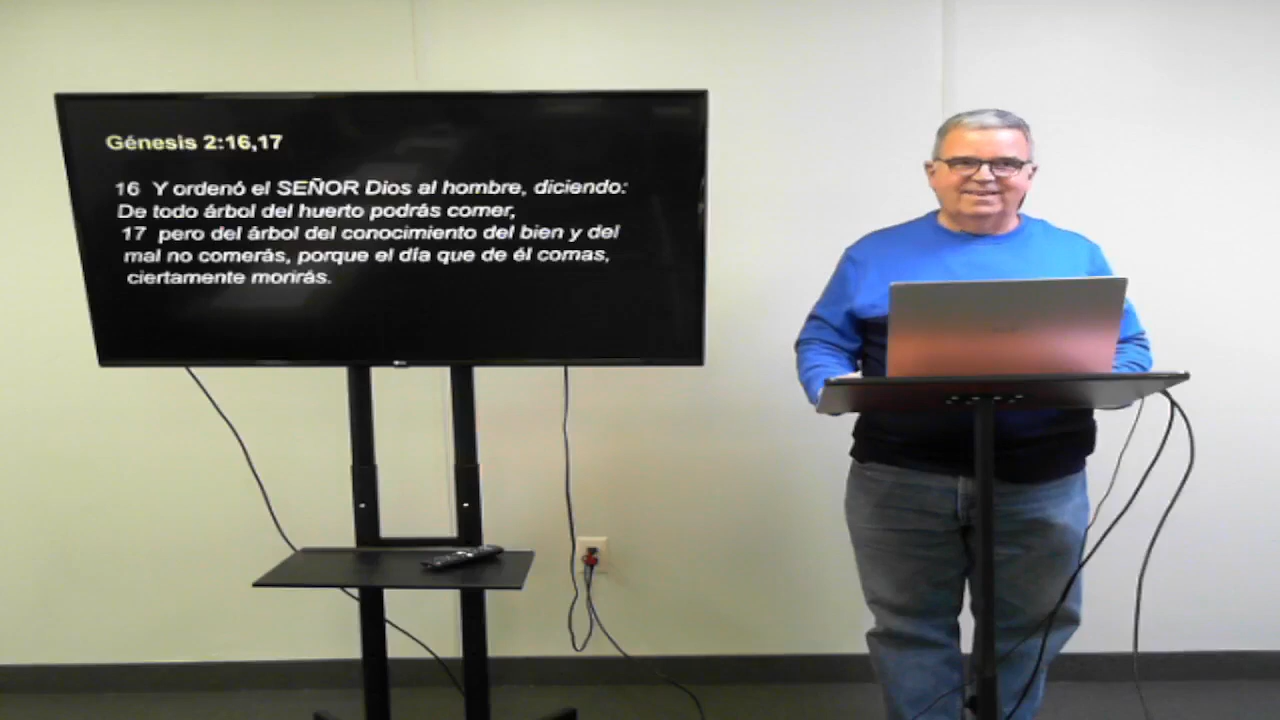 Génesis 2:16,17
16 Y ordenó el SEÑOR Dios al hombre, diciendo:
De todo árbol del huerto podrás comer,
17 pero del árbol del conocimiento del bien y del
mal no comerás, porque el día que de él comas,
ciertamente morirás.